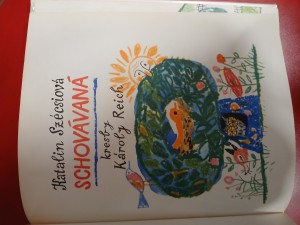 Katalin Szécsiová
SCHOVÁVANÁ
kresby
Károly Reich